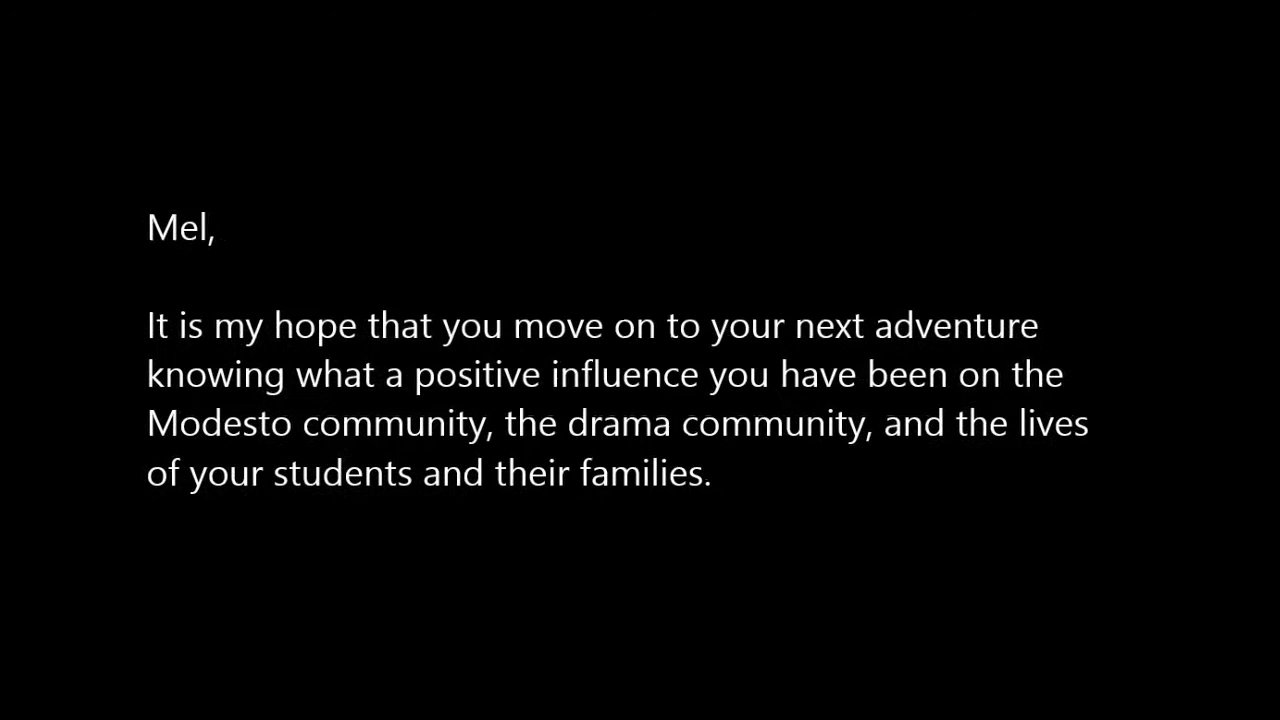 Mel,
It is my hope that you move on to your next adventure
knowing what a positive influence you have been on the
Modesto community, the drama community, and the lives
of your students and their families.